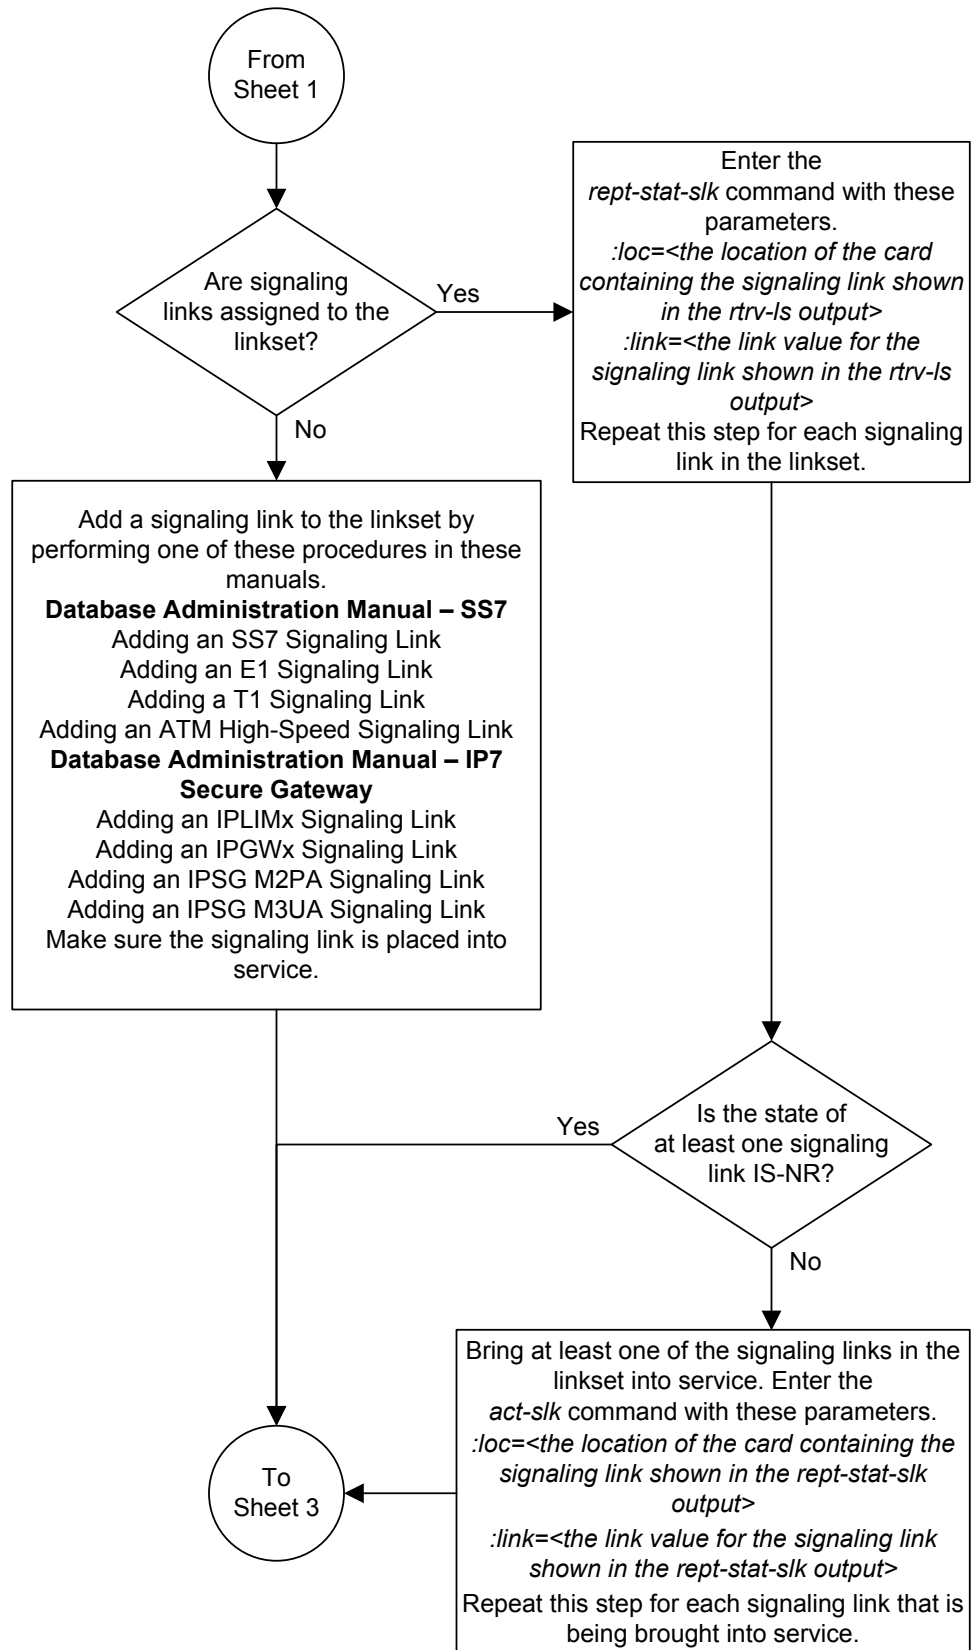 From
Sheet 1
Are signaling
links assigned to the
linkset?
Yes
No
Enter the
rept-stat-slk command with these
parameters.
:loc=<the location of the card
containing the signaling link shown
in the rtrv-ls output>
:link=<the link value for the
signaling link shown in the rtrv-ls
output>
Repeat this step for each signaling
link in the linkset.
Add a signaling link to the linkset by
performing one of these procedures in these
manuals.
Database Administration Manual – SS7
Adding an SS7 Signaling Link
Adding an E1 Signaling Link
Adding a T1 Signaling Link
Adding an ATM High-Speed Signaling Link
Database Administration Manual – IP7
Secure Gateway
Adding an IPLIMx Signaling Link
Adding an IPGWx Signaling Link
Adding an IPSG M2PA Signaling Link
Adding an IPSG M3UA Signaling Link
Make sure the signaling link is placed into
service.
Is the state of
at least one signaling
link IS-NR?
Yes
No
Bring at least one of the signaling links in the
linkset into service. Enter the
act-slk command with these parameters.
:loc=<the location of the card containing the
signaling link shown in the rept-stat-slk
output>
:link=<the link value for the signaling link
shown in the rept-stat-slk output>
Repeat this step for each signaling link that is
being brought into service.
To
Sheet 3